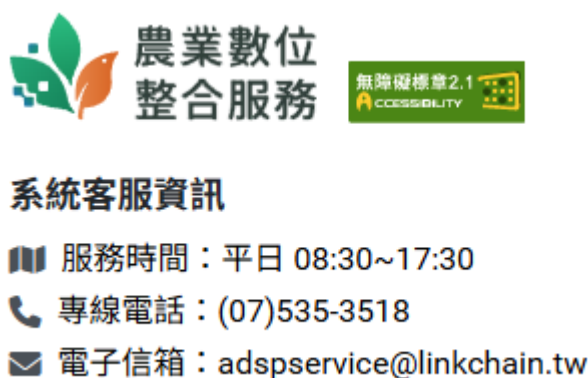 農業數位
整合服務
無障礙標章2.1
ACCESSIBILITY
系統客服資訊
服務時間：平日 08:30~17:30
專線電話：(07)535-3518
電子信箱：adspservice@linkchain.tw